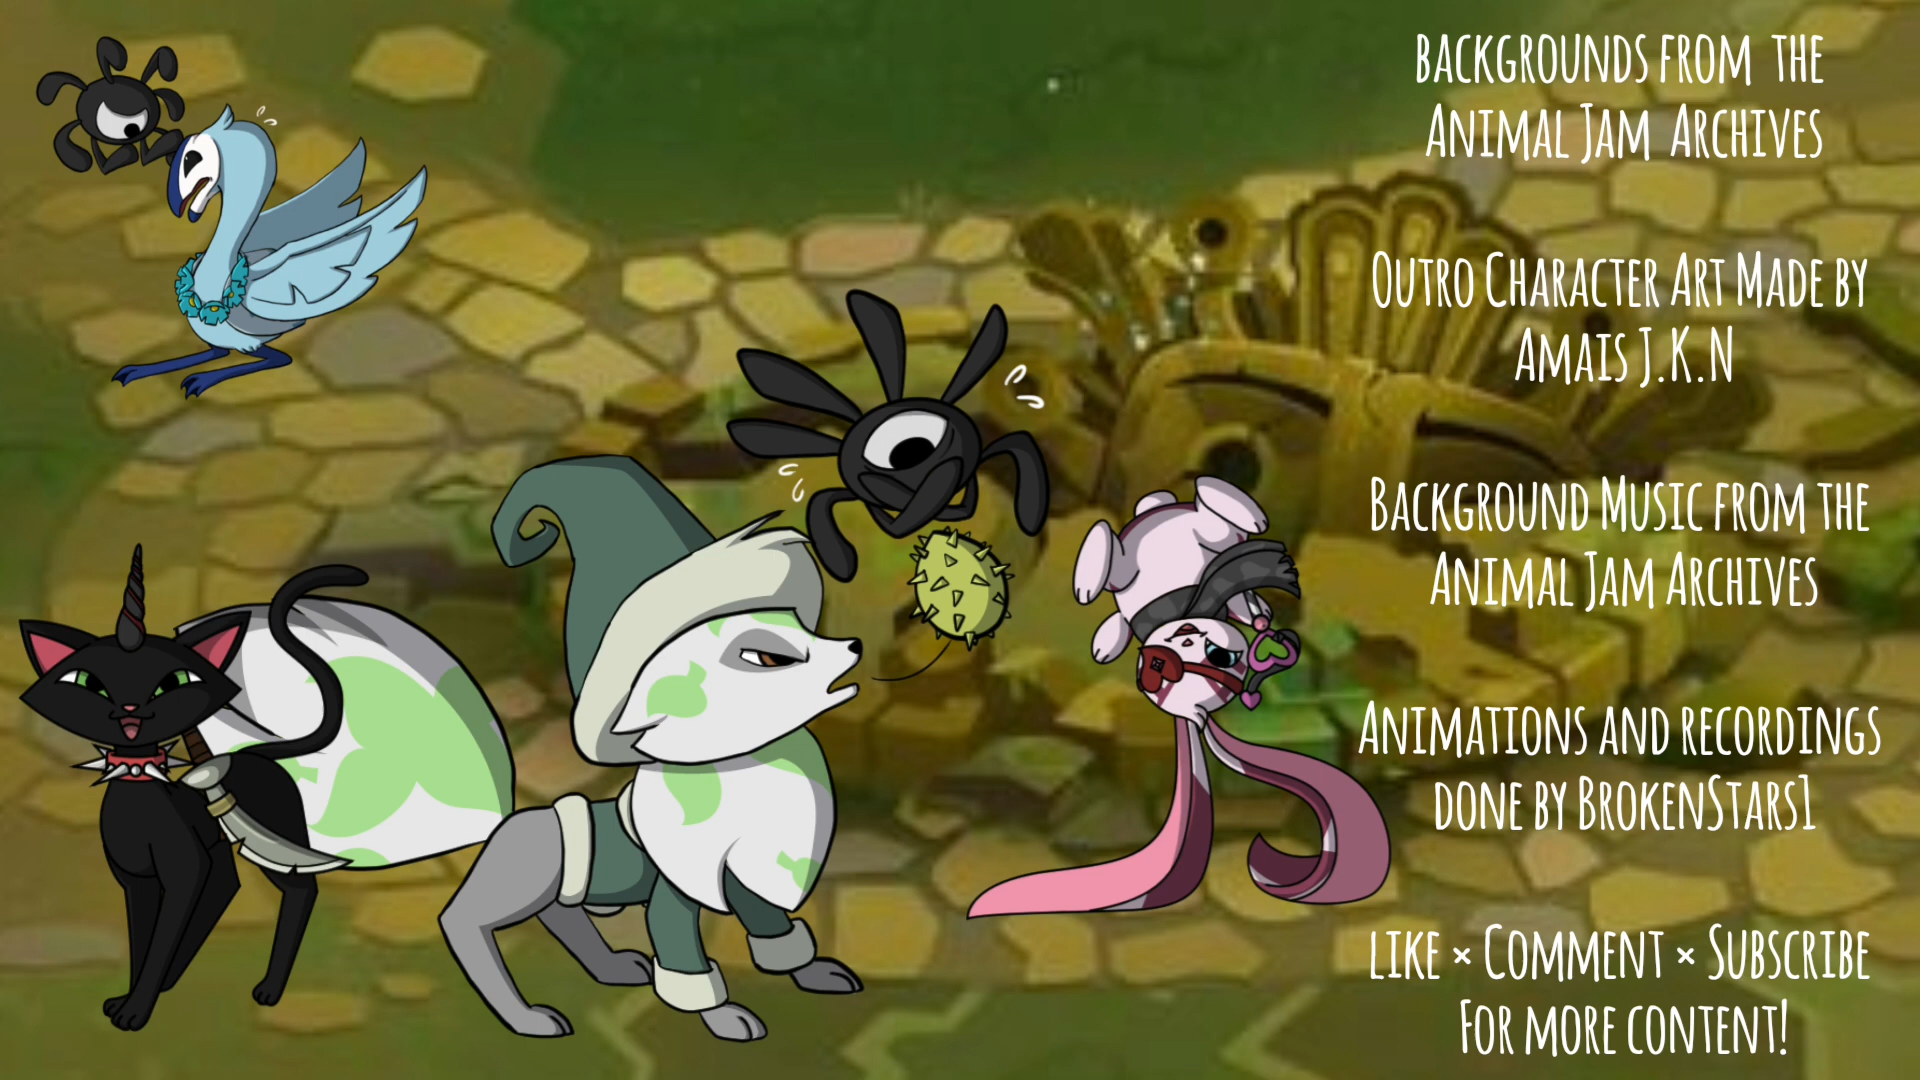 backgrounds from the
Animal Jam Archives
Outro Character Art Made by
Amais J.K.N
Background Music from the
Animal Jam Archives
Animations and recordings
done by BrokenStars1
like × Comment × Subscribe
For more content!